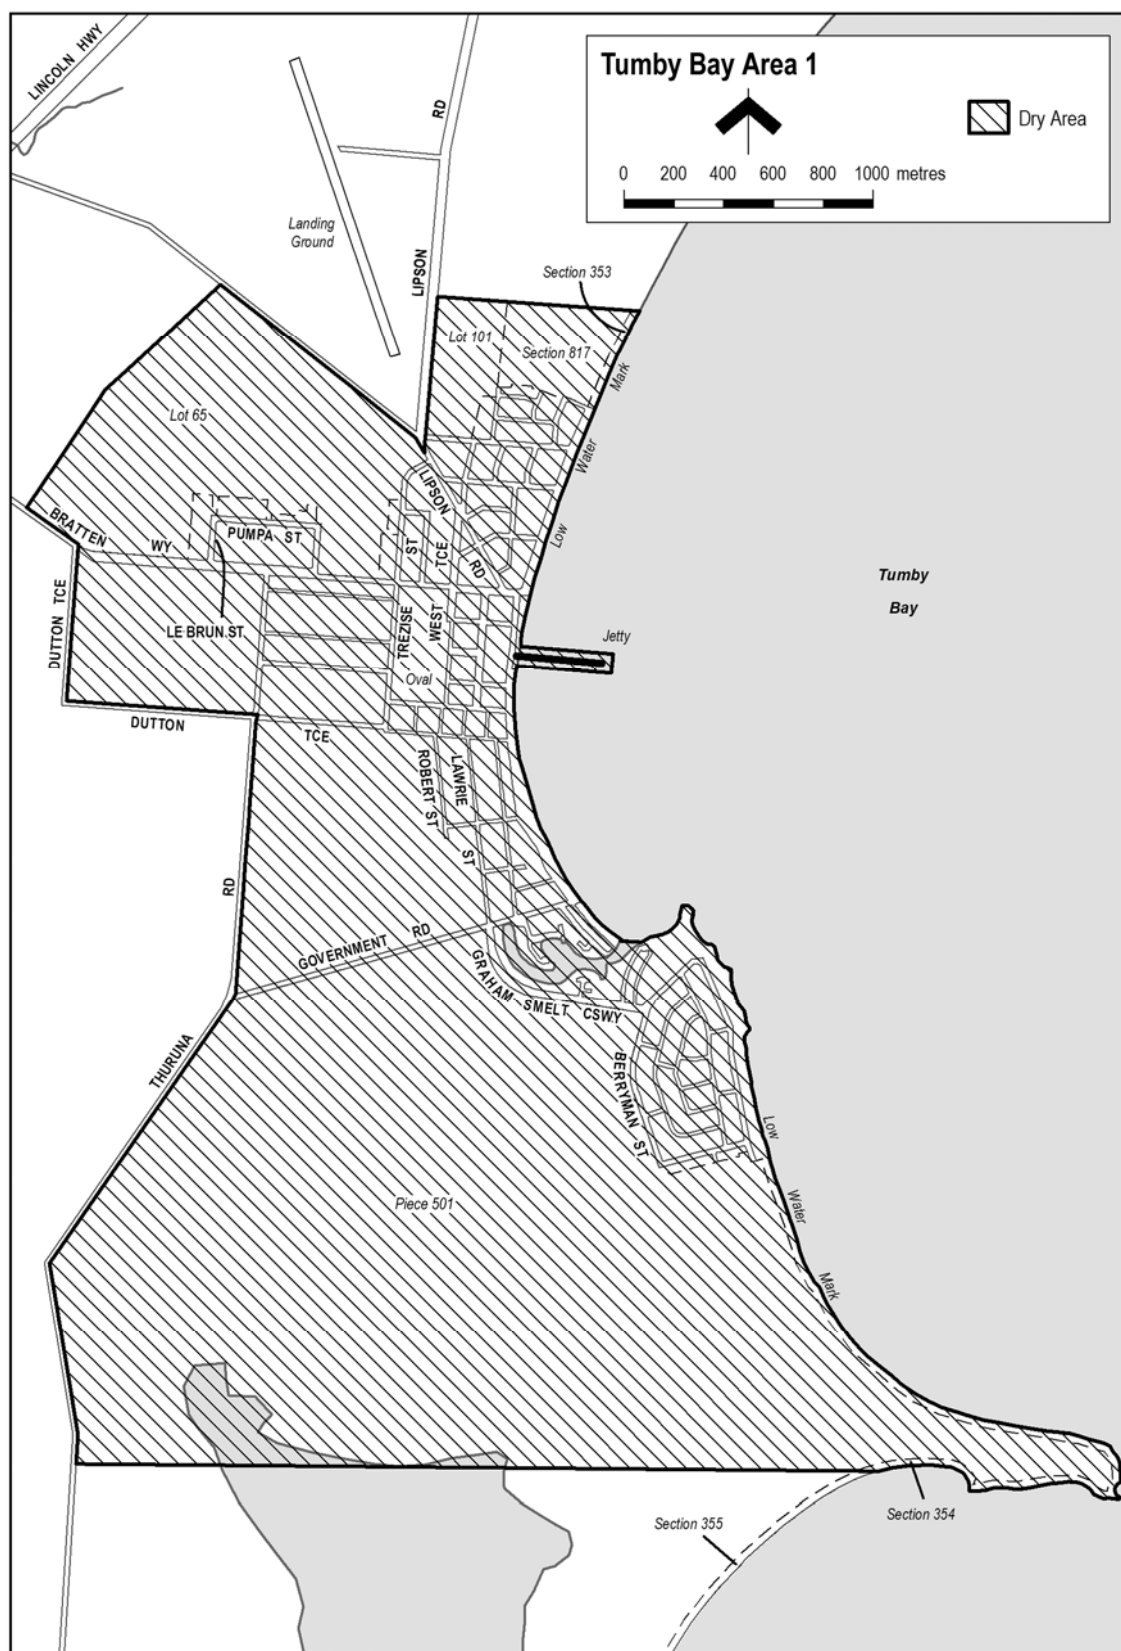 Tumby Bay Area 1
Dry Area
0 200 400 600 800 1000 metres
LINCOLN HWY
RD
LIPSON
Landing
Ground
Section 353
Lot 101
Section 817
Mark
Water
Low
Lot 65
LIPSON
RD
BRATTEN
WY
PUMPA ST
ST
TCE
LE BRUN ST
TREZISE
WEST
DUTTON TCE
Tumby
Bay
Jetty
Oval
DUTTON
TCE
ROBERT ST
LAWRIE
ST
RD
GOVERNMENT RD
GRAHAM SMELT CSWY
THURUNA
BERRYMAN ST
Low
Water
Mark
Piece 501
Section 354
Section 355